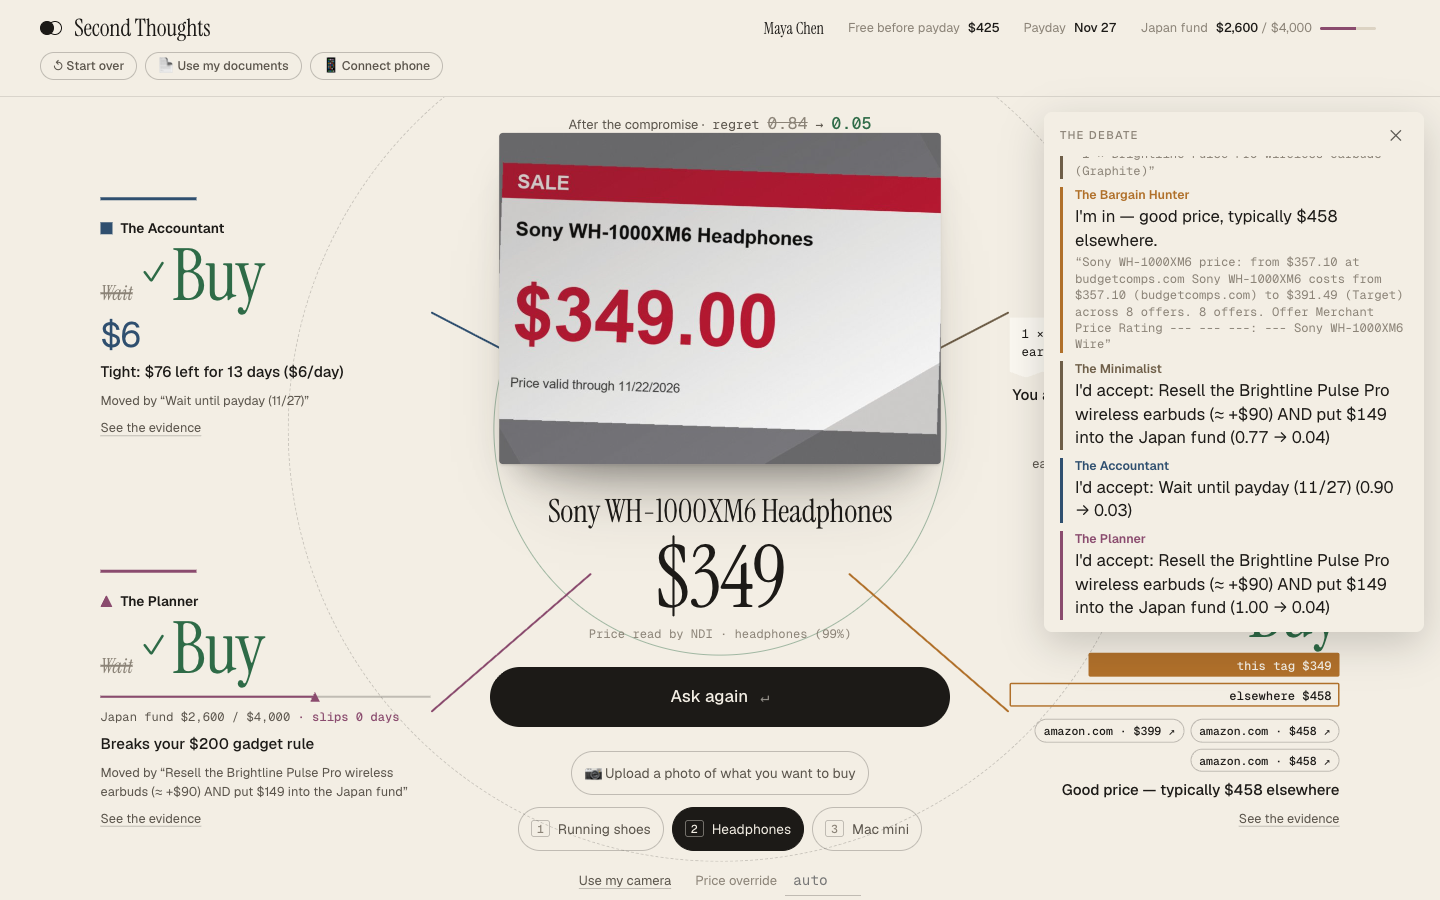 Second Thoughts
Maya Chen
Free before payday $425
Payday Nov 27
Japan fund $2,600 / $4,000
↺ Start over
Use my documents
Connect phone
After the compromise · regret 0.84 → 0.05
The Accountant
Wait ✓ Buy
$6
Tight: $76 left for 13 days ($6/day)
Moved by “Wait until payday (11/27)”
See the evidence
The Planner
Wait ✓ Buy
Japan fund $2,600 / $4,000 · slips 0 days
Breaks your $200 gadget rule
Moved by “Resell the Brightline Pulse Pro wireless
earbuds (≈ +$90) AND put $149 into the Japan fund”
See the evidence
SALE
Sony WH-1000XM6 Headphones
$349.00
Price valid through 11/22/2026
Sony WH-1000XM6 Headphones
$349
Price read by NDI · headphones (99%)
Ask again ↵
Upload a photo of what you want to buy
1 Running shoes
2 Headphones
3 Mac mini
Use my camera
Price override auto
1 ×
You
THE DEBATE
(Graphite)”
The Bargain Hunter
I'm in — good price, typically $458
elsewhere.
“Sony WH-1000XM6 price: from $357.10 at
budgetcomps.com Sony WH-1000XM6 costs from
$357.10 (budgetcomps.com) to $391.49 (Target)
across 8 offers. 8 offers. Offer Merchant
Price Rating --- --- ---: --- Sony WH-1000XM6
Wire”
The Minimalist
I'd accept: Resell the Brightline Pulse Pro
wireless earbuds (≈ +$90) AND put $149
into the Japan fund (0.77 → 0.04)
The Accountant
I'd accept: Wait until payday (11/27) (0.90
→ 0.03)
The Planner
I'd accept: Resell the Brightline Pulse Pro
wireless earbuds (≈ +$90) AND put $149
into the Japan fund (1.00 → 0.04)
Buy
this tag $349
elsewhere $458
amazon.com · $399 ↗
amazon.com · $458 ↗
amazon.com · $458 ↗
Good price — typically $458 elsewhere
See the evidence